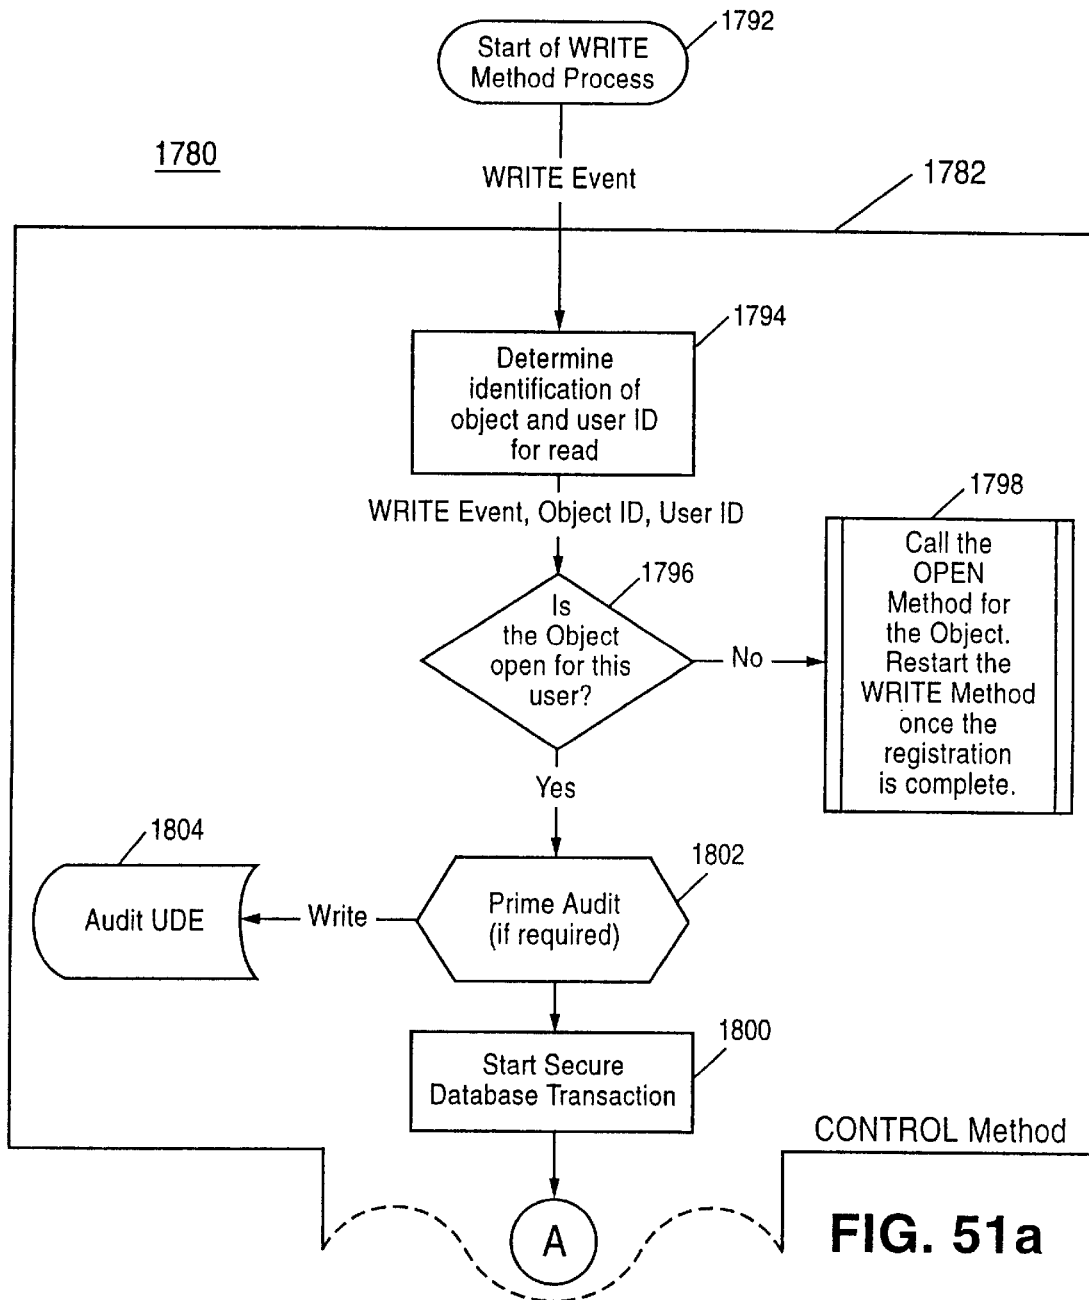 1792
Start of WRITE
Method Process
1780
WRITE Event
1782
1794
Determine
identification of
object and user ID
for read
WRITE Event, Object ID, User ID
1798
Call the
OPEN
Method for
the Object.
Restart the
WRITE Method
once the
registration
is complete.
1796
Is
the Object
open for this
user?
No
Yes
1804
Audit UDE
Write
1802
Prime Audit
(if required)
1800
Start Secure
Database Transaction
CONTROL Method
A
FIG. 51a